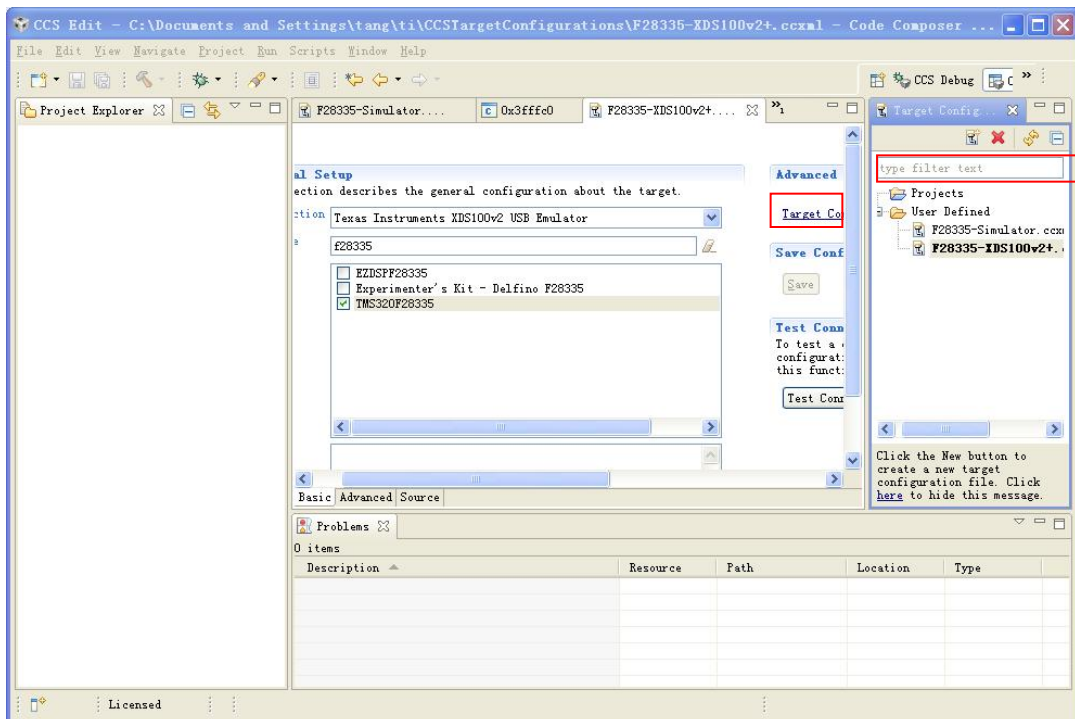 CCS Edit - C:\Documents and Settings\tang\ti\CCSTargetConfigurations\F28335-XDS100v2+.ccxml - Code Composer ...
File Edit View Navigate Project Run Scripts Window Help
CCS Debug
Project Explorer
F28335-Simulator....
0x3fffc0
F28335-XDS100v2+....
Target Config...
al Setup
ection describes the general configuration about the target.
ction
Texas Instruments XDS100v2 USB Emulator
e
f28335
EZDSPF28335
Experimenter's Kit - Delfino F28335
TMS320F28335
Advanced
Target Co
Save Conf
Save
Test Conn
To test a
configurat:
this funct:
Test Conn
Basic Advanced Source
type filter text
Projects
User Defined
F28335-Simulator.ccx
F28335-XDS100v2+.
Click the New button to
create a new target
configuration file. Click
here to hide this message.
Problems
0 items
Description Resource Path Location Type
Licensed